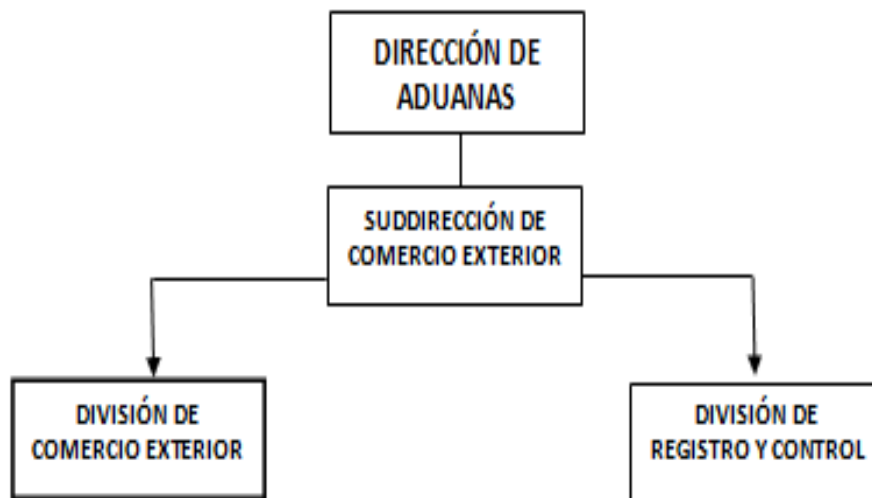 DIRECCIÓN DE
ADUANAS
SUDDIRECCIÓN DE
COMERCIO EXTERIOR
DIVISIÓN DE
COMERCIO EXTERIOR
DIVISIÓN DE
REGISTRO Y CONTROL